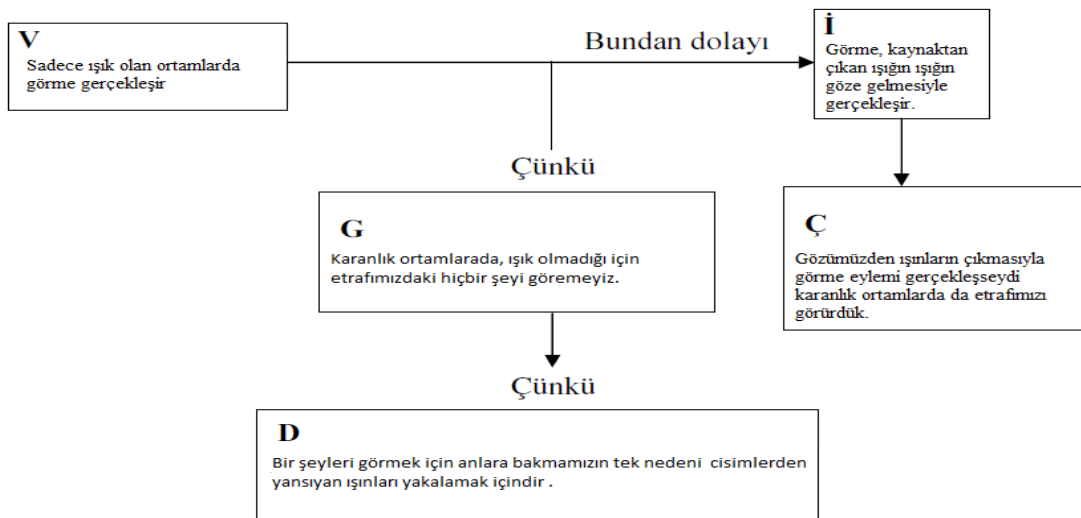 V
Sadece ışık olan ortamlarda
görme gerçekleşir
Bundan dolayı
İ
Görme, kaynaktan
çıkan ışığın ışığın
göze gelmesiyle
gerçekleşir.
Çünkü
G
Karanlık ortamlarada, ışık olmadığı için
etrafımızdaki hiçbir şeyi göremeyiz.
Ç
Gözümüzden ışınların çıkmasıyla
görme eylemi gerçekleşseydi
karanlık ortamlarda da etrafımızı
görürdük.
Çünkü
D
Bir şeyleri görmek için anlara bakmamızın tek nedeni cisimlerden
yansıyan ışınları yakalamak içindir .